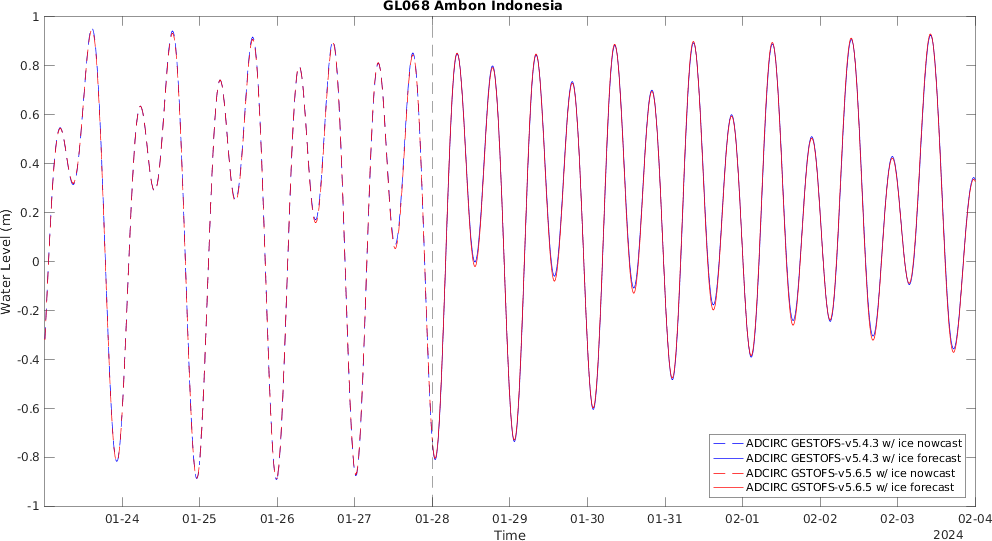 GL068 Ambon Indonesia
Water Level (m)
1
0.8
0.6
0.4
0.2
0
-0.2
-0.4
-0.6
-0.8
-1
ADCIRC GESTOFS-v5.4.3 w/ ice nowcast
ADCIRC GESTOFS-v5.4.3 w/ ice forecast
ADCIRC GSTOFS-v5.6.5 w/ ice nowcast
ADCIRC GSTOFS-v5.6.5 w/ ice forecast
01-24 01-25 01-26 01-27 01-28 01-29 01-30 01-31 02-01 02-02 02-03 02-04
Time
2024